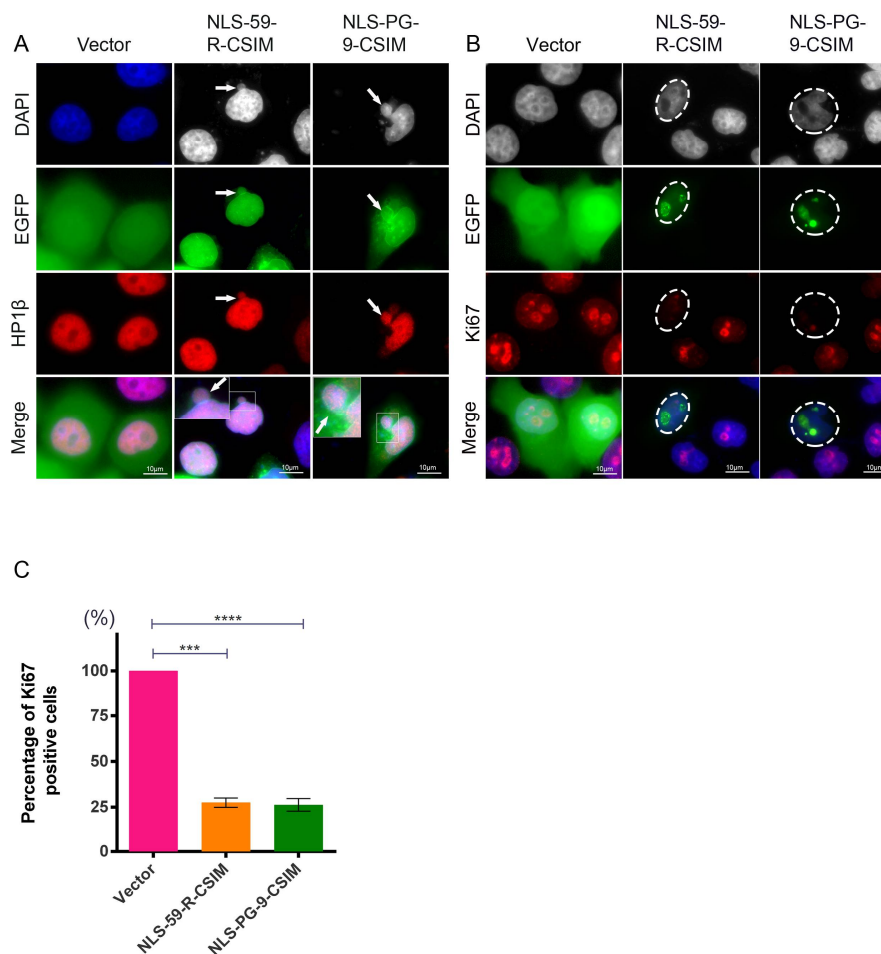 A
Vector
NLS-59-
R-CSIM
NLS-PG-
9-CSIM
DAPI
EGFP
HP1β
Merge
10μm
10μm
10μm
B
Vector
NLS-59-
R-CSIM
NLS-PG-
9-CSIM
DAPI
EGFP
Ki67
Merge
10μm
10μm
10μm
C
(%)
****
***
100
75
50
25
0
Percentage of Ki67
positive cells
Vector
NLS-59-R-CSIM
NLS-PG-9-CSIM